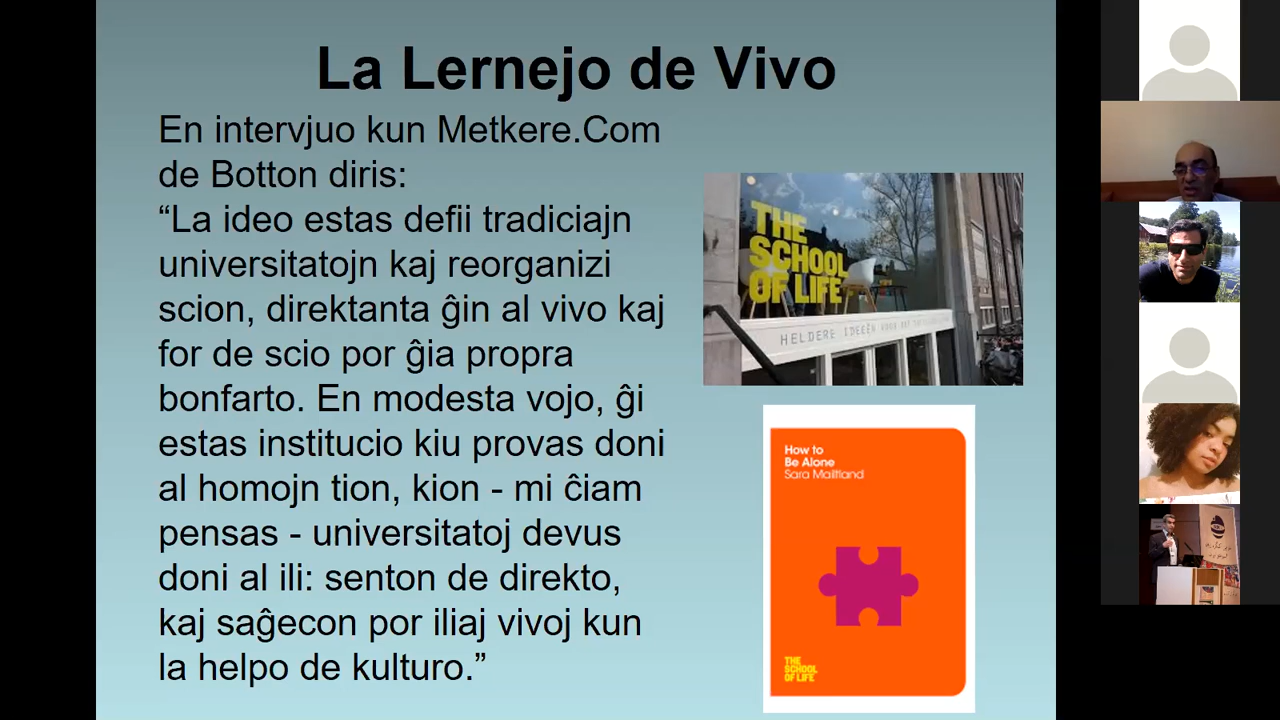 La Lernejo de Vivo
En intervjuo kun Metkere.Com
de Botton diris:
“La ideo estas defii tradiciajn
universitatojn kaj reorganizi
scion, direktanta ĝin al vivo kaj
for de scio por ĝia propra
bonfarto. En modesta vojo, ĝi
estas institucio kiu provas doni
al homojn tion, kion - mi ĉiam
pensas - universitatoj devus
doni al ili: senton de direkto,
kaj saĝecon por iliaj vivoj kun
la helpo de kulturo.”
THE
SCHOOL
OF LIFE
HELDERE IDEEËN VOOR HET
How to
Be Alone
Sara Maitland
THE
SCHOOL
OF LIFE